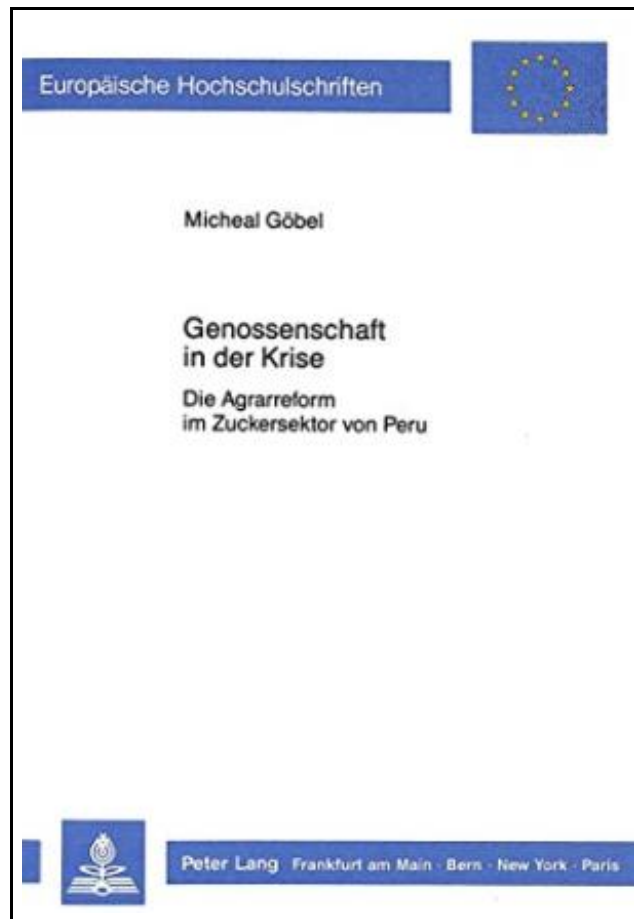 Europäische Hochschulschriften
Micheal Göbel
Genossenschaft
in der Krise
Die Agrarreform
im Zuckersektor von Peru
Peter Lang Frankfurt am Main · Bern · New York · Paris